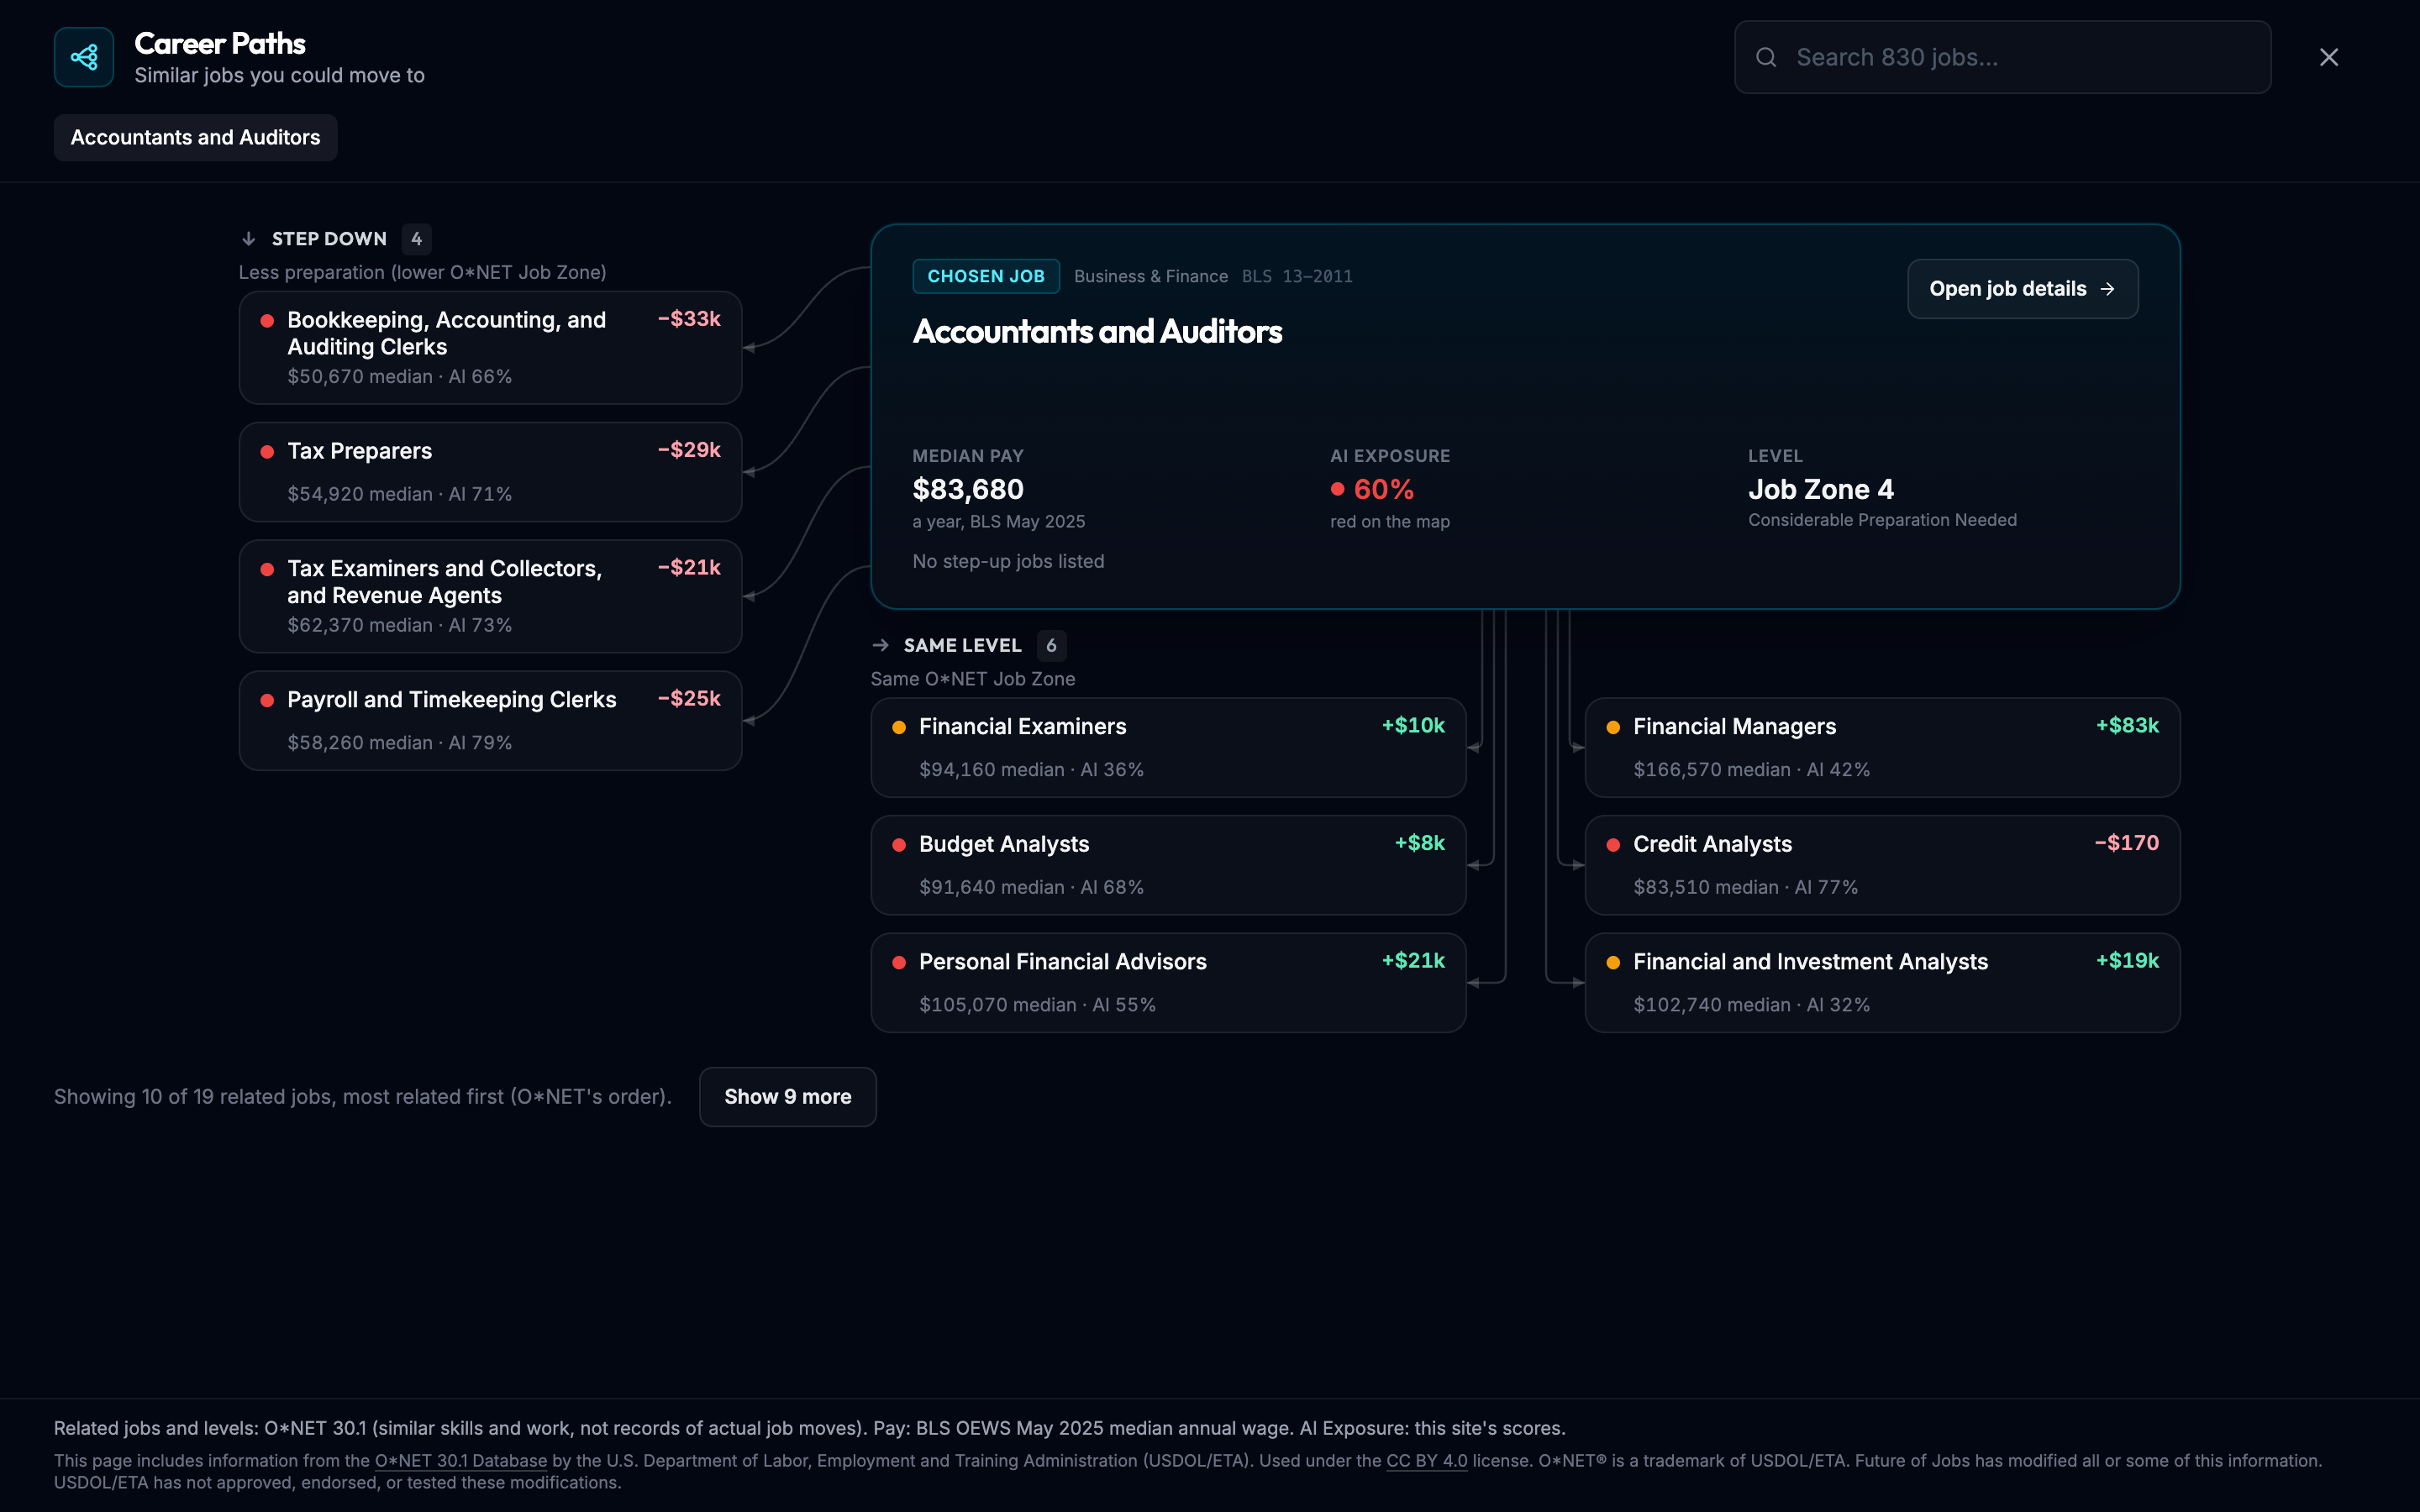 Career Paths
Similar jobs you could move to
Search 830 jobs...
Accountants and Auditors
STEP DOWN 4
Less preparation (lower O*NET Job Zone)
Bookkeeping, Accounting, and
Auditing Clerks
−$33k
$50,670 median · AI 66%
Tax Preparers
−$29k
$54,920 median · AI 71%
Tax Examiners and Collectors,
and Revenue Agents
−$21k
$62,370 median · AI 73%
Payroll and Timekeeping Clerks
−$25k
$58,260 median · AI 79%
CHOSEN JOB Business & Finance BLS 13-2011
Open job details →
Accountants and Auditors
MEDIAN PAY
$83,680
a year, BLS May 2025
AI EXPOSURE
60%
red on the map
LEVEL
Job Zone 4
Considerable Preparation Needed
No step-up jobs listed
SAME LEVEL 6
Same O*NET Job Zone
Financial Examiners
+$10k
$94,160 median · AI 36%
Financial Managers
+$83k
$166,570 median · AI 42%
Budget Analysts
+$8k
$91,640 median · AI 68%
Credit Analysts
−$170
$83,510 median · AI 77%
Personal Financial Advisors
+$21k
$105,070 median · AI 55%
Financial and Investment Analysts
+$19k
$102,740 median · AI 32%
Showing 10 of 19 related jobs, most related first (O*NET's order).
Show 9 more
Related jobs and levels: O*NET 30.1 (similar skills and work, not records of actual job moves). Pay: BLS OEWS May 2025 median annual wage. AI Exposure: this site's scores.
This page includes information from the O*NET 30.1 Database by the U.S. Department of Labor, Employment and Training Administration (USDOL/ETA). Used under the CC BY 4.0 license. O*NET® is a trademark of USDOL/ETA. Future of Jobs has modified all or some of this information.
USDOL/ETA has not approved, endorsed, or tested these modifications.